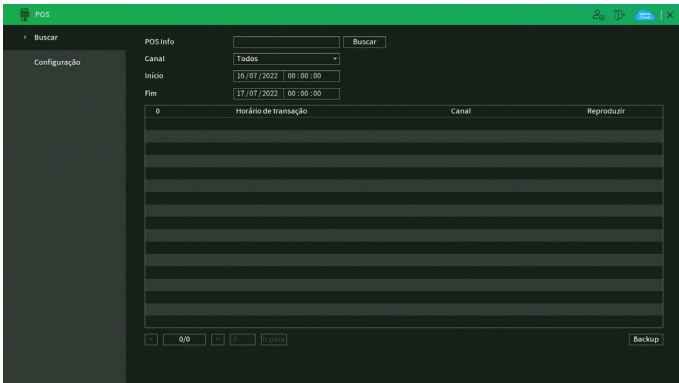 POS
Buscar
Configuração
POS Info Buscar
Canal Todos
Início 16/07/2022 00:00:00
Fim 17/07/2022 00:00:00
0 Horário de transação Canal Reproduzir
< 0/0 > 0 Ir para Backup